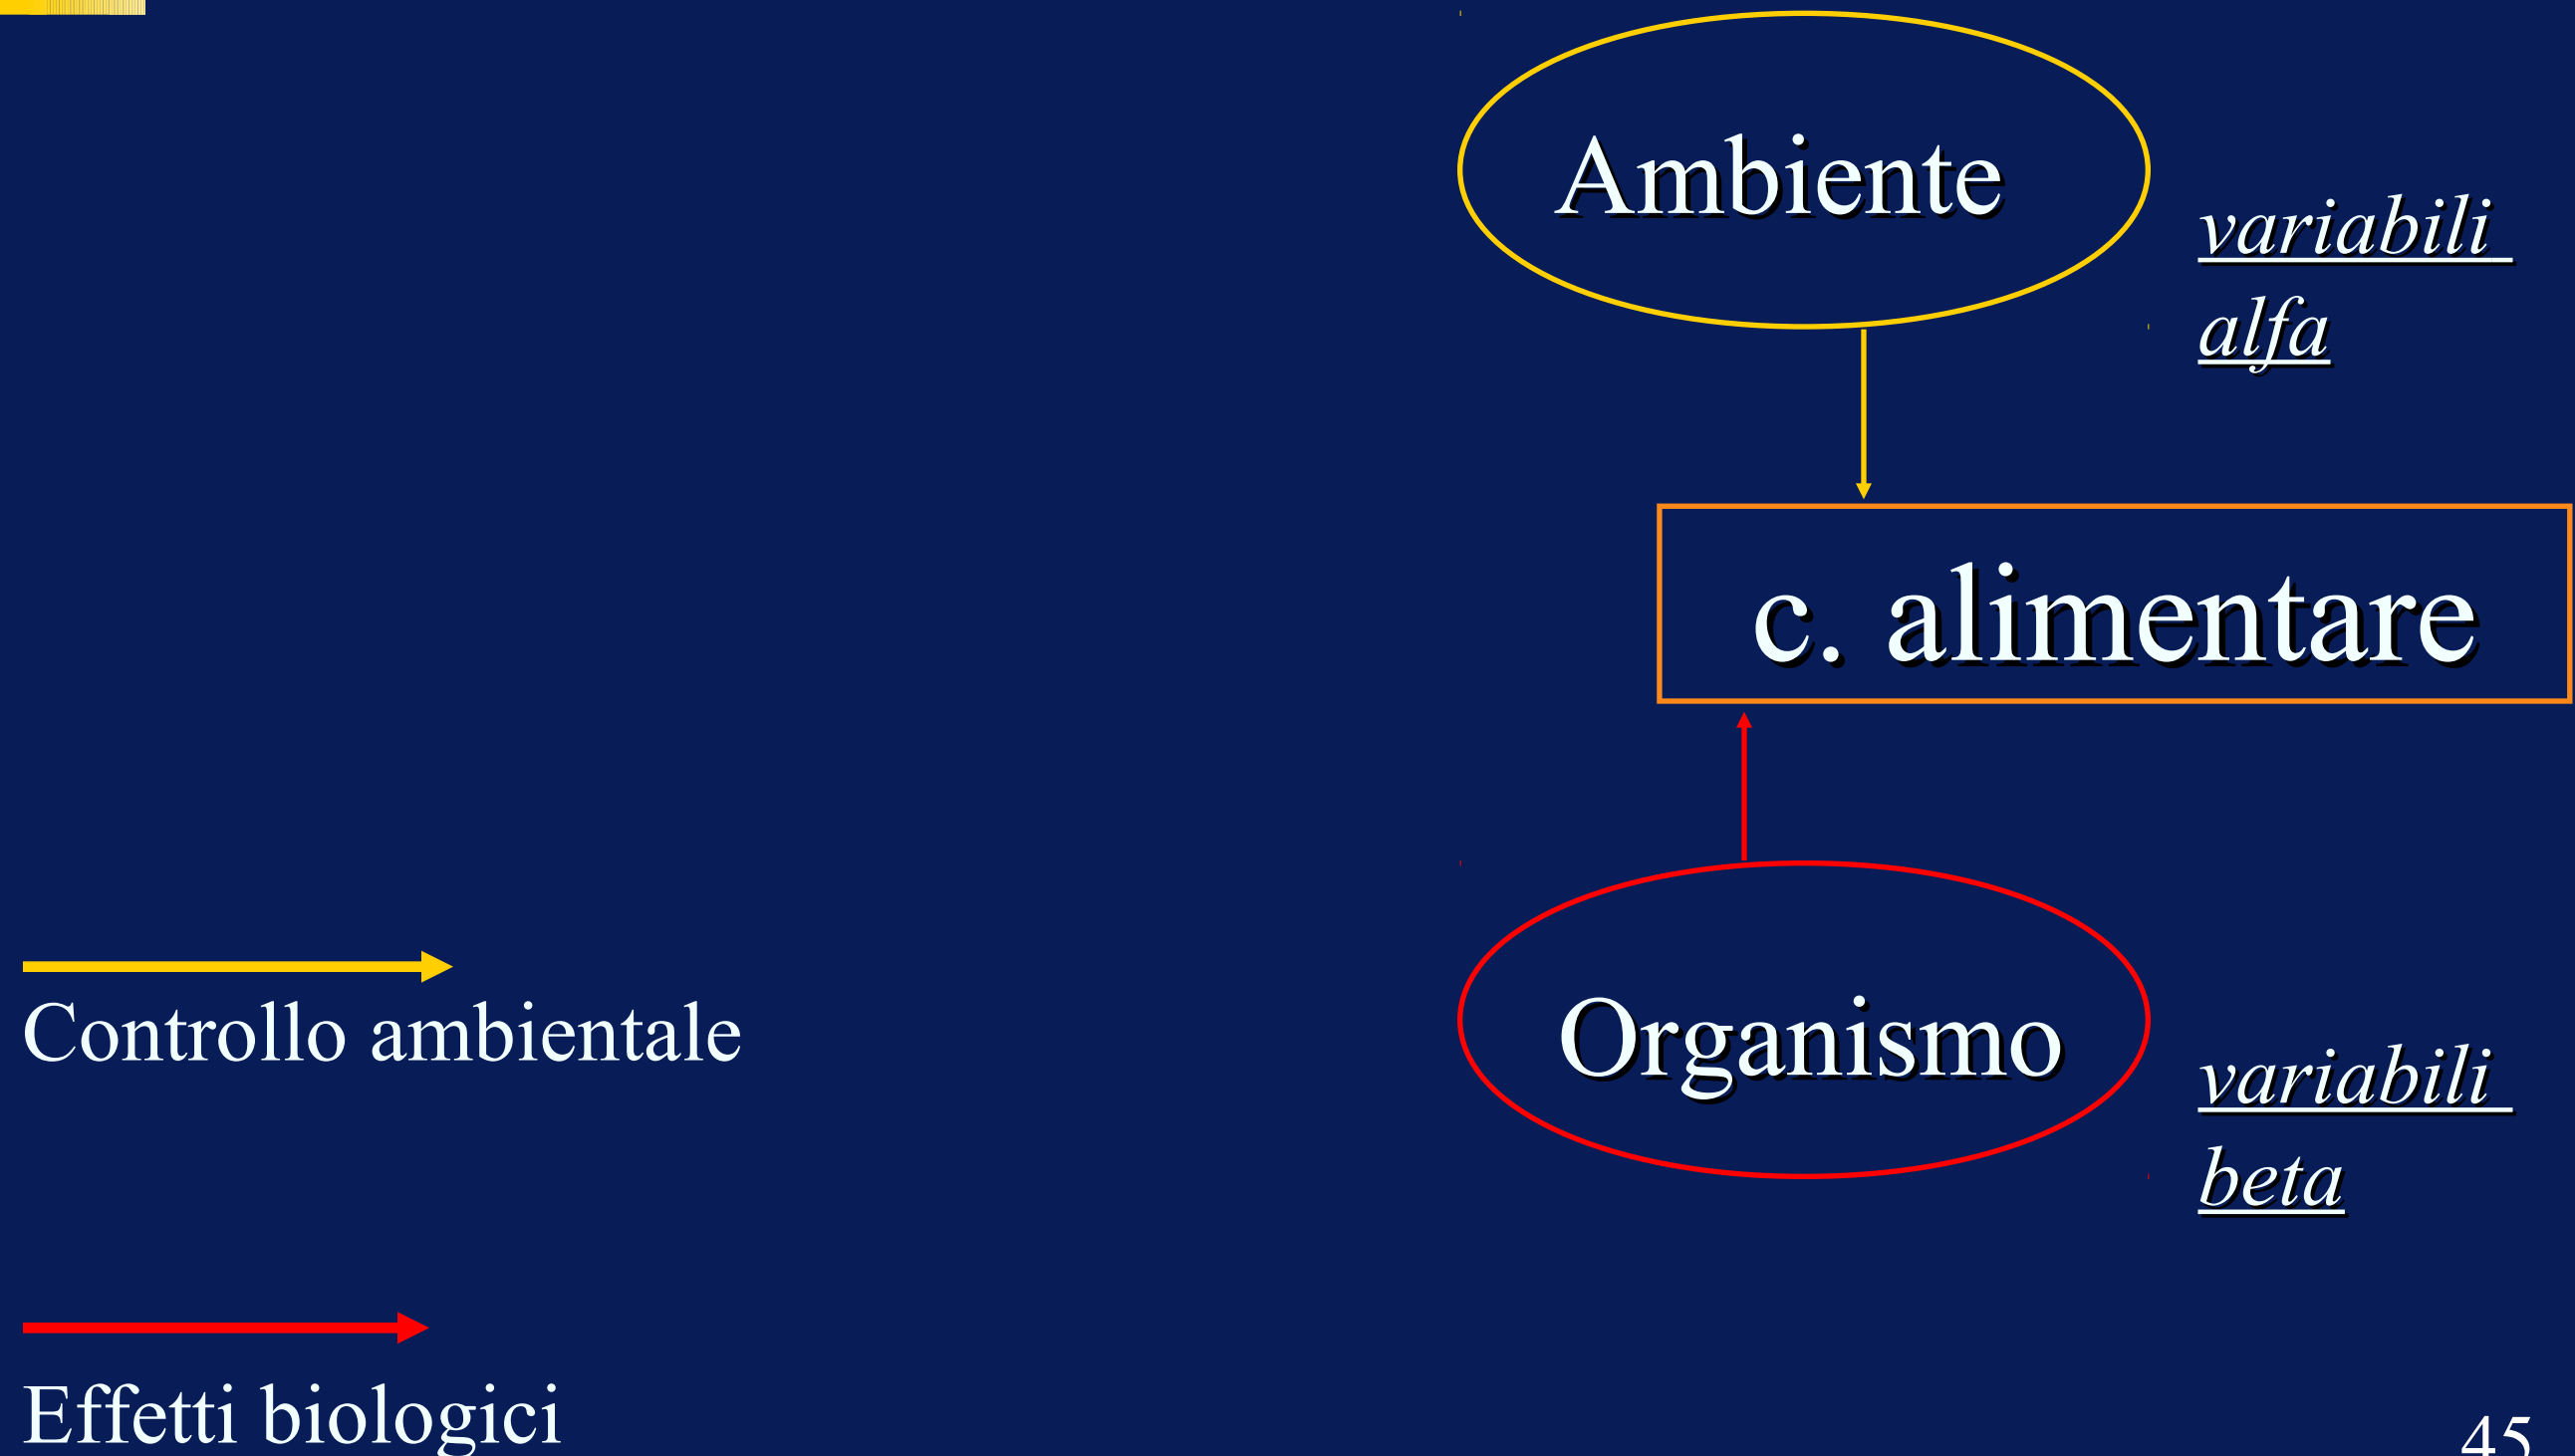 Ambiente
variabili
alfa
c. alimentare
Controllo ambientale
Organismo
variabili
beta
Effetti biologici
45